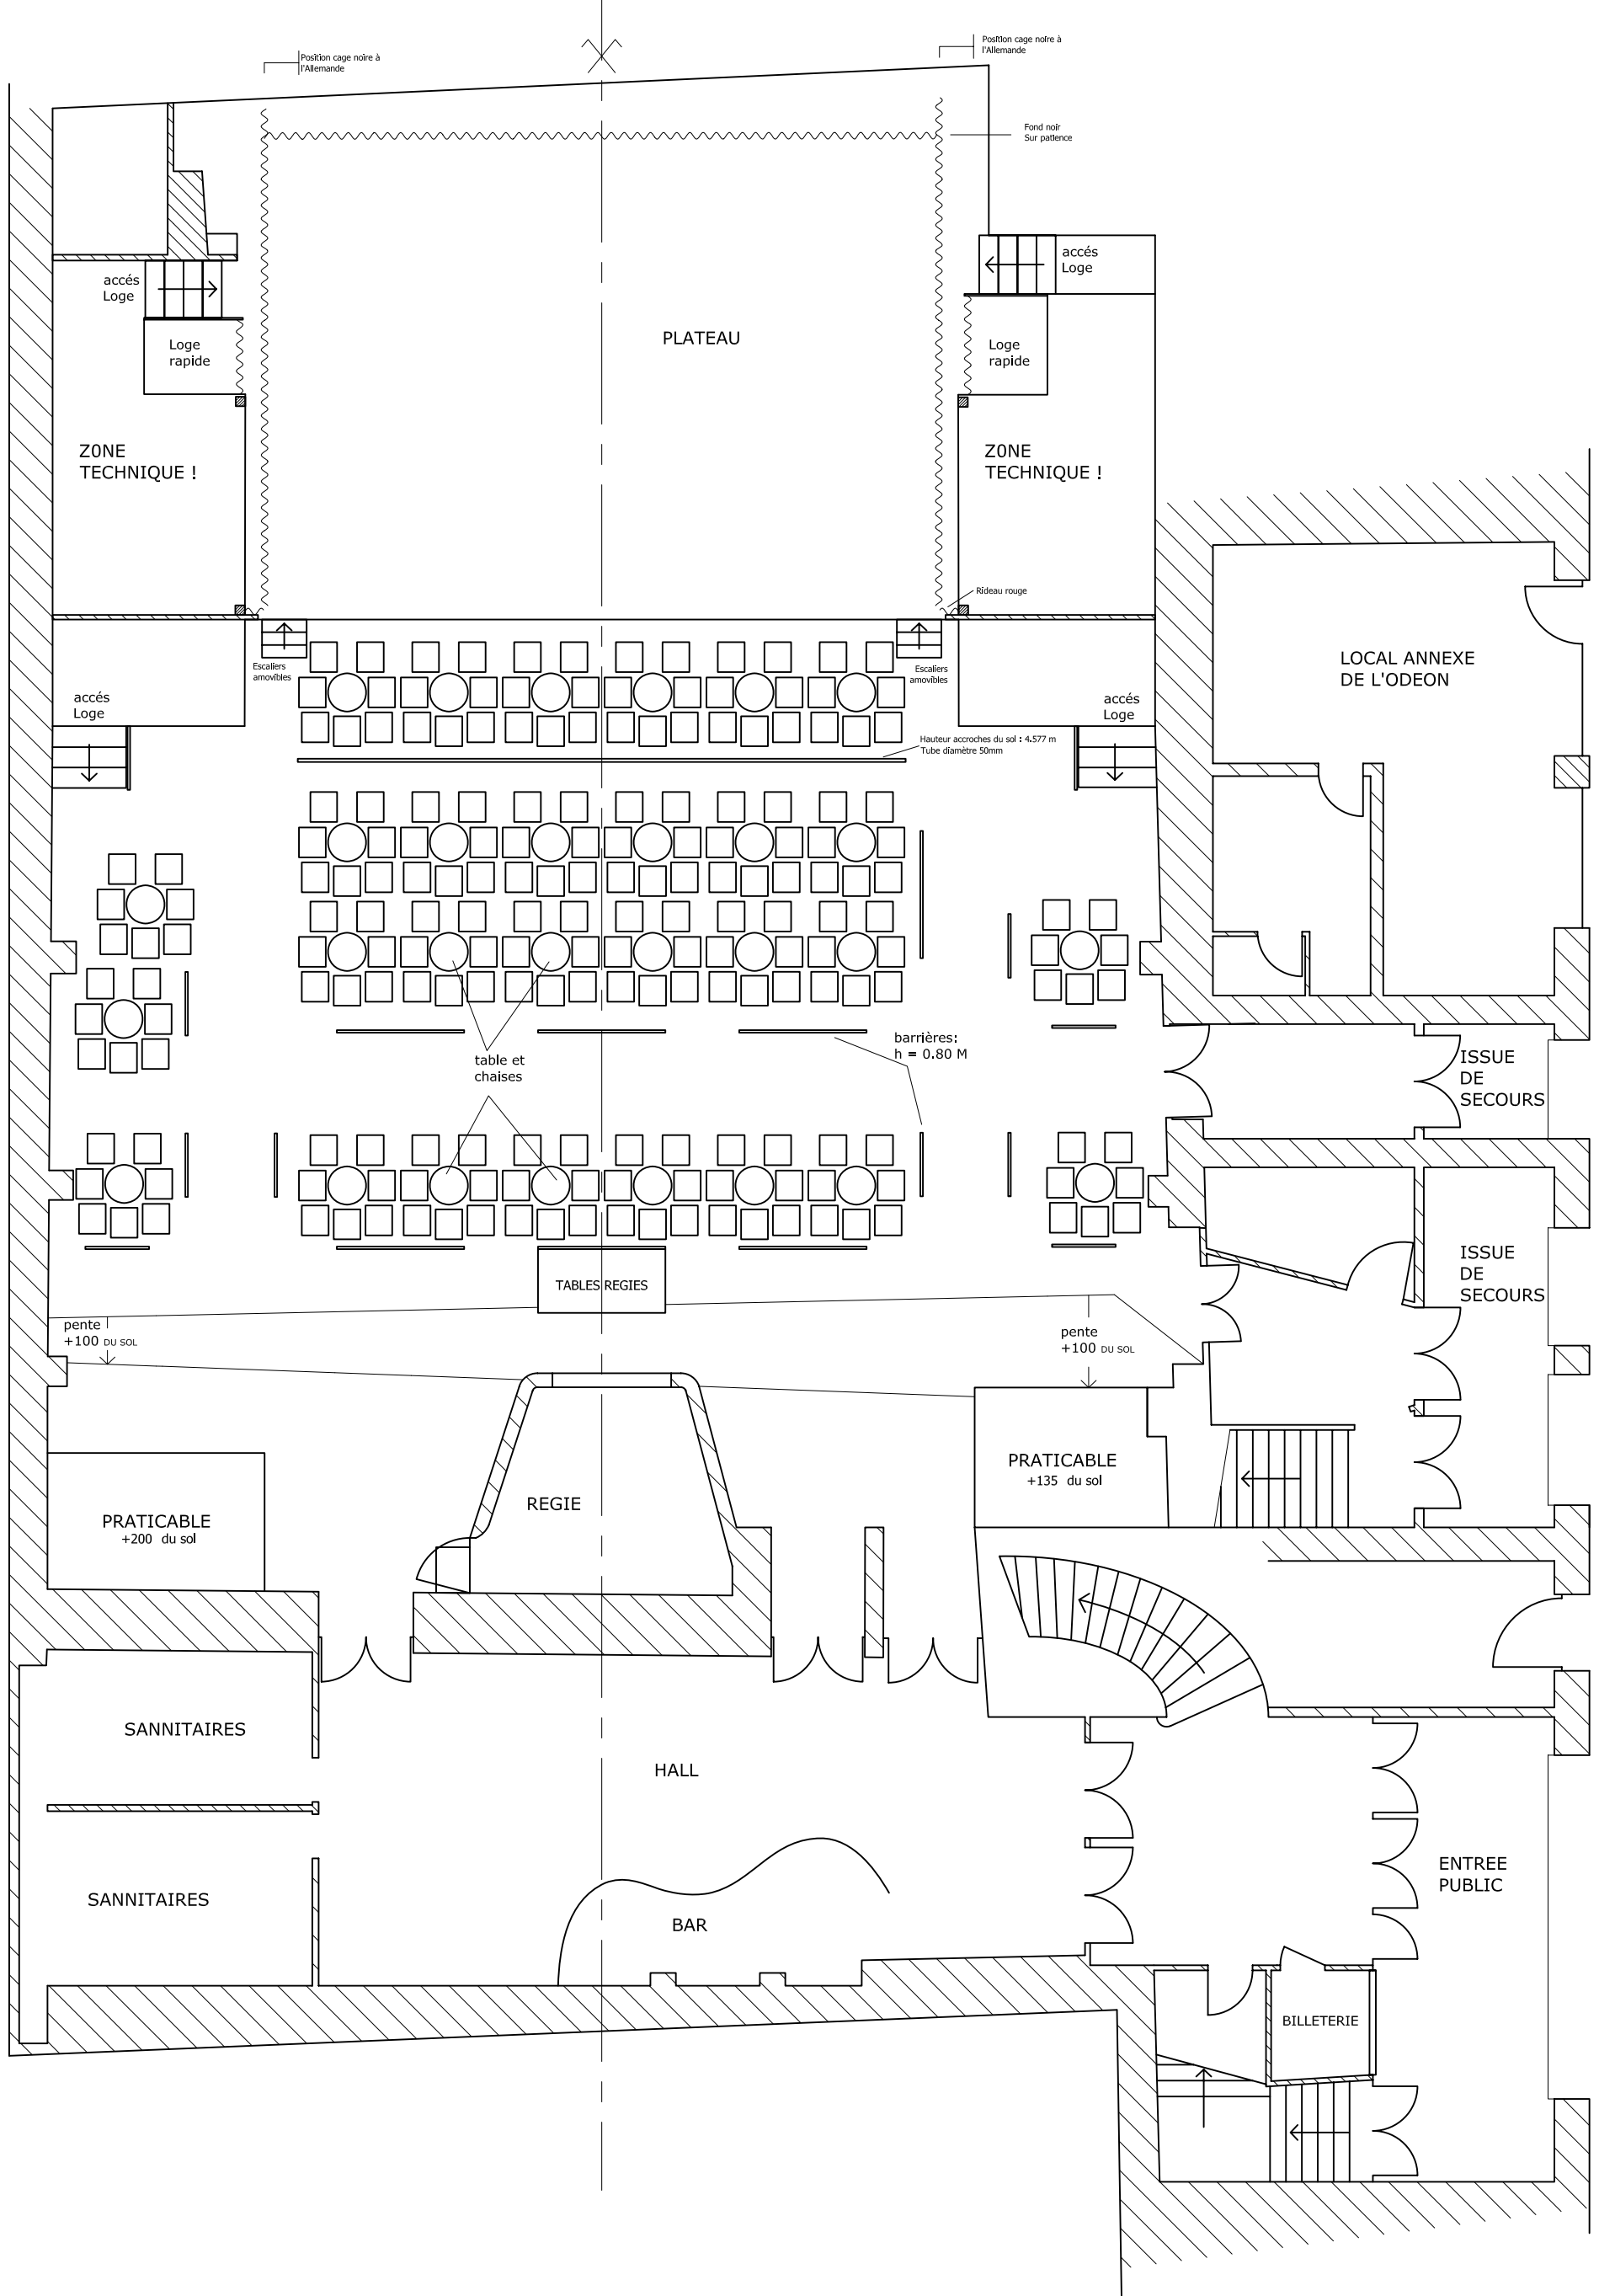 Position cage noire à
l'Allemande
Position cage noire à
l'Allemande
Fond noir
Sur patience
accés
Loge
accés
Loge
Loge
rapide
PLATEAU
Loge
rapide
Z0NE
TECHNIQUE !
Z0NE
TECHNIQUE !
Rideau rouge
Escaliers
amovibles
Escaliers
amovibles
LOCAL ANNEXE
DE L'ODEON
accés
Loge
accés
Loge
Hauteur accroches du sol : 4.577 m
Tube diamètre 50mm
table et
chaises
barrières:
h = 0.80 M
ISSUE
DE
SECOURS
ISSUE
DE
SECOURS
TABLES REGIES
pente
+100 DU SOL
pente
+100 DU SOL
PRATICABLE
+135 du sol
REGIE
PRATICABLE
+200 du sol
SANNITAIRES
HALL
SANNITAIRES
BAR
ENTREE
PUBLIC
BILLETERIE